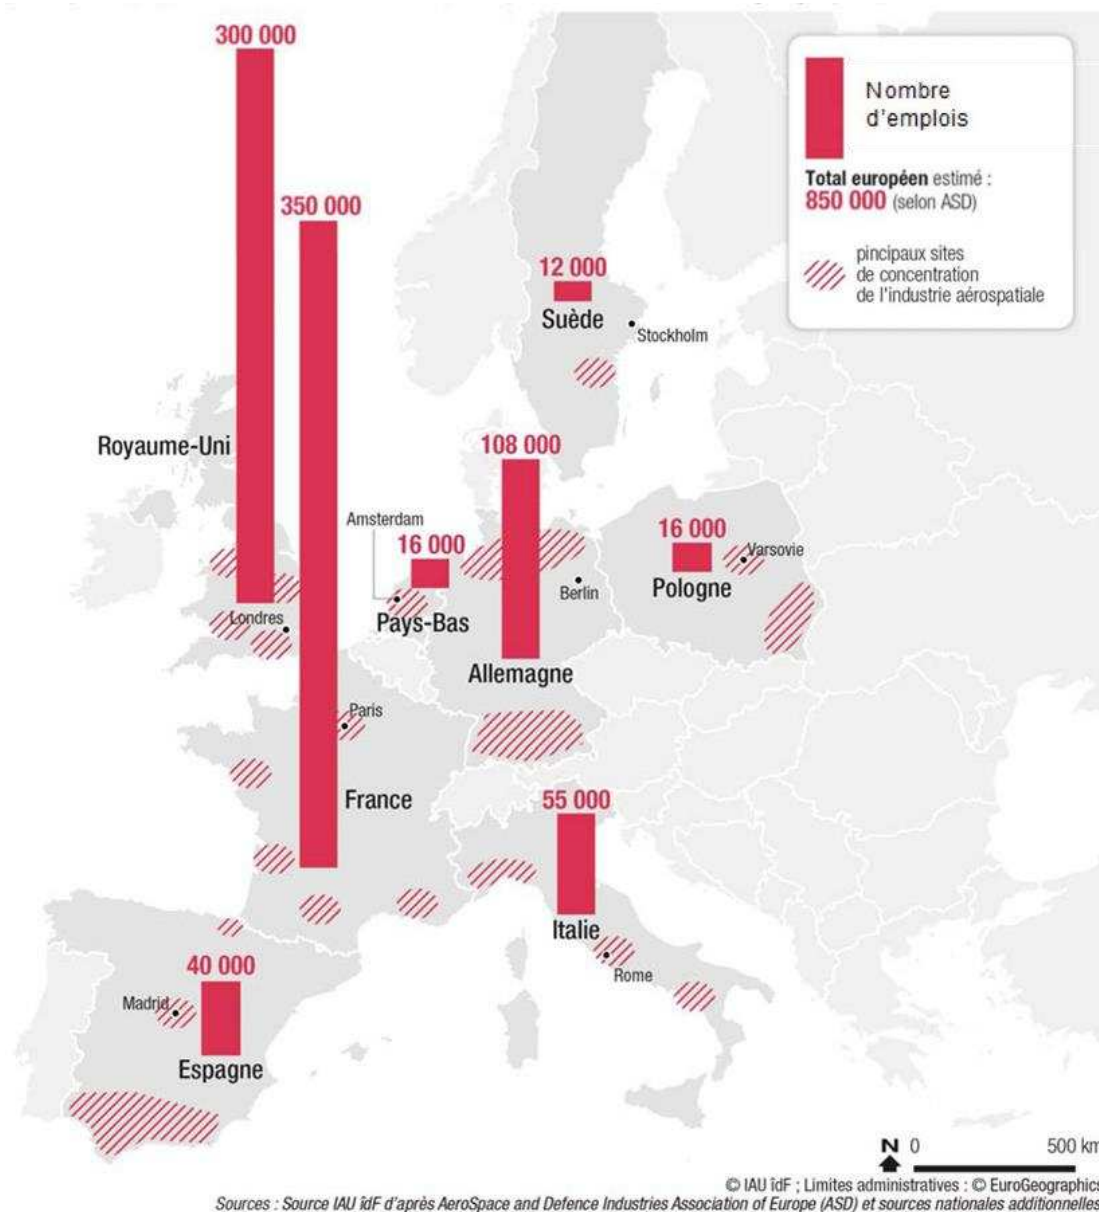 300 000
Nombre
d'emplois
Total européen estimé :
850 000 (selon ASD)
pincipaux sites
de concentration
de l'industrie aérospatiale
350 000
12 000
Suède
Stockholm
Royaume-Uni
108 000
Amsterdam
16 000
16 000
Varsovie
Berlin
Pologne
Londres
Pays-Bas
Allemagne
Paris
France
55 000
Italie
Rome
40 000
Madrid
Espagne
N 0 500 km
© IAU îdF ; Limites administratives : © EuroGeographics
Sources : Source IAU îdF d'après AeroSpace and Defence Industries Association of Europe (ASD) et sources nationales additionnelles